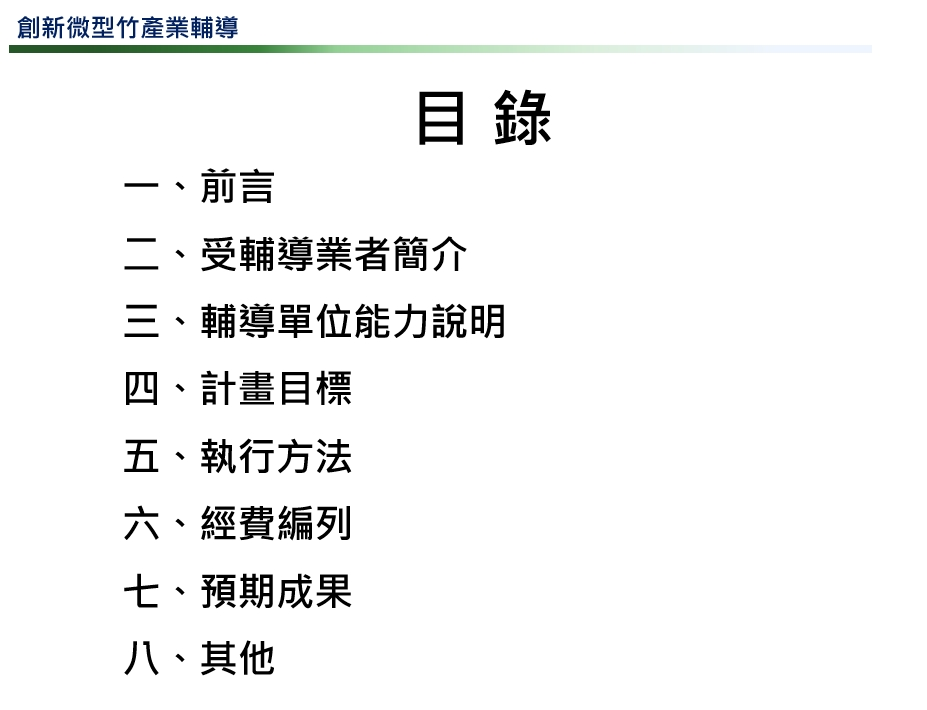 創新微型竹產業輔導
目 錄
一、前言
二、受輔導業者簡介
三、輔導單位能力說明
四、計畫目標
五、執行方法
六、經費編列
七、預期成果
八、其他